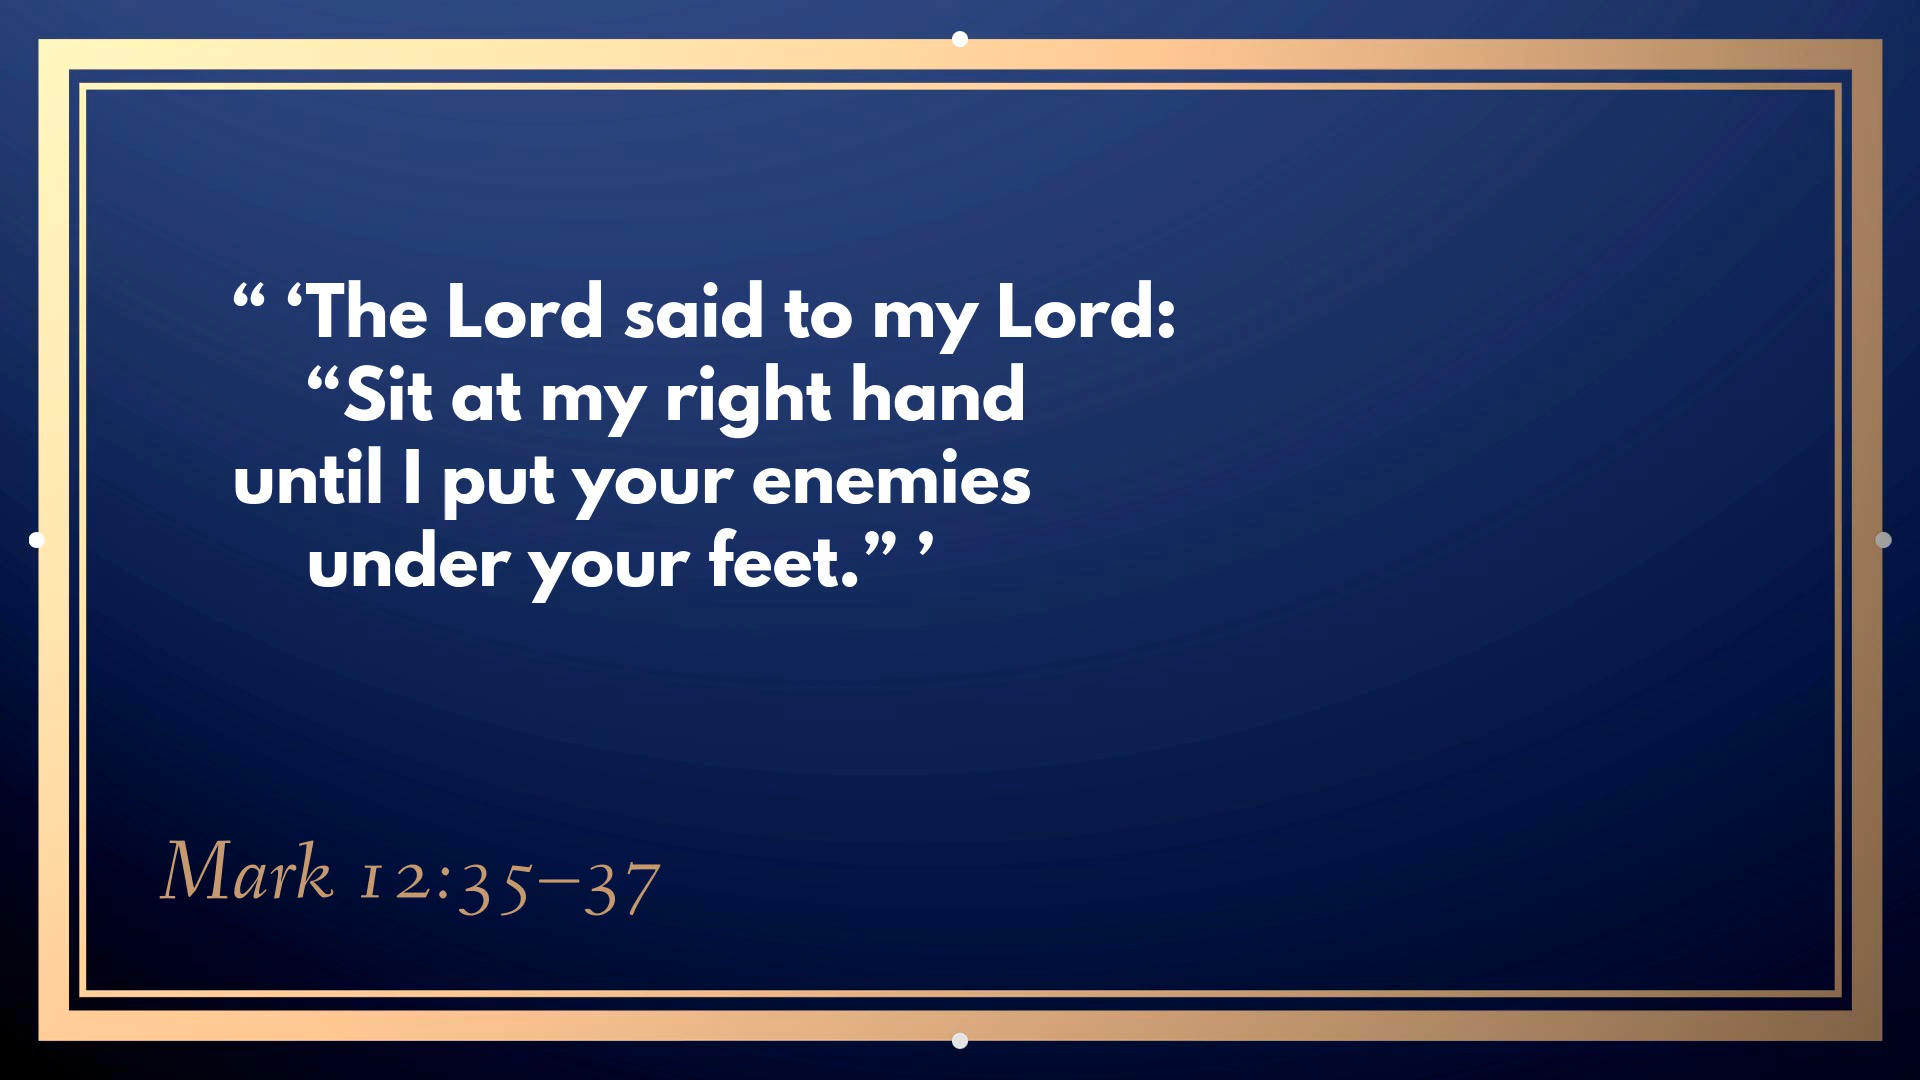 “ ‘The Lord said to my Lord:
“Sit at my right hand
until I put your enemies
under your feet.” ’
Mark 12:35–37